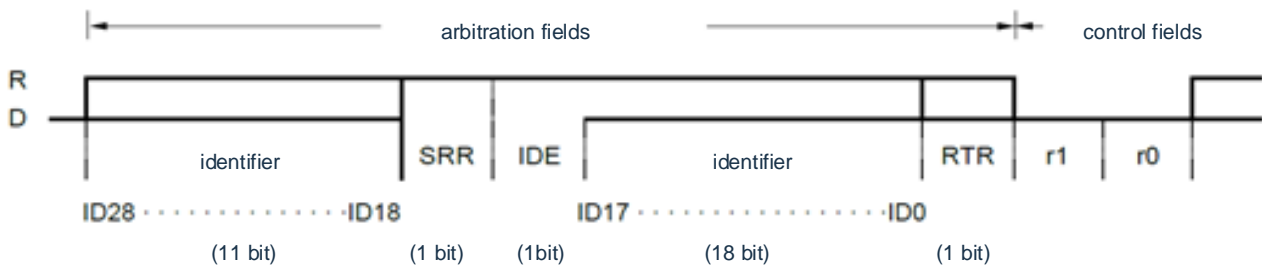 arbitration fields control fields
R
D
identifier SRR IDE identifier RTR r1 r0
ID28 · · · · · · · · · · · · · · ID18 ID17 · · · · · · · · · · · · · · · · · · ID0
(11 bit) (1 bit) (1bit) (18 bit) (1 bit)